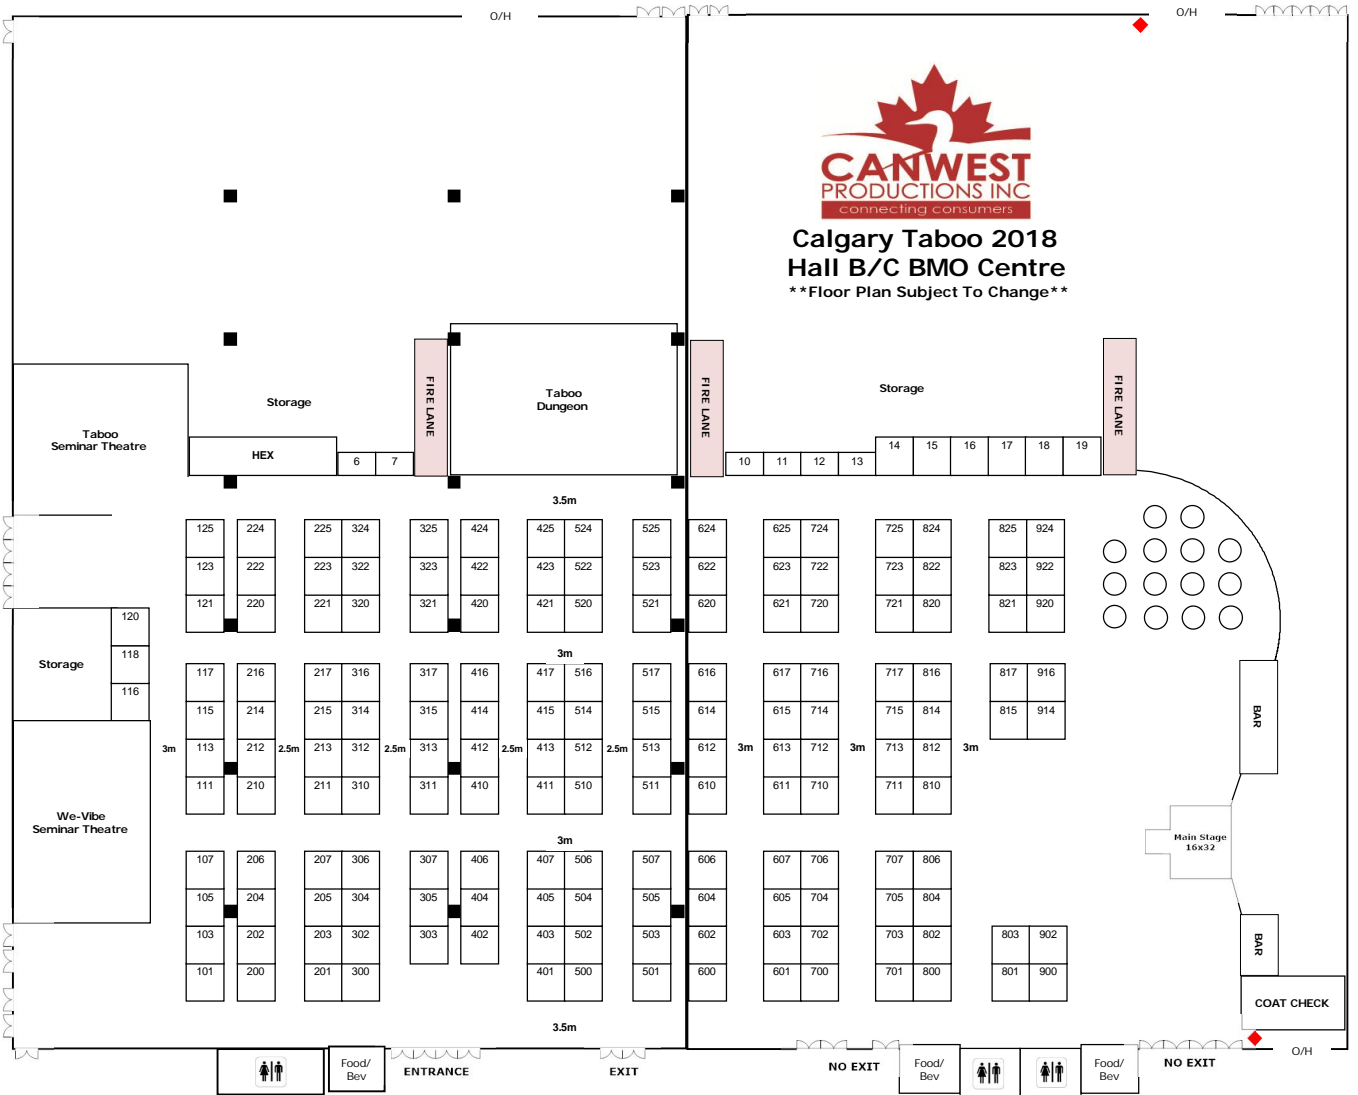 O/H
O/H
CANWEST
PRODUCTIONS INC
connecting consumers
Calgary Taboo 2018
Hall B/C BMO Centre
**Floor Plan Subject To Change**
Storage
FIRE LANE
Taboo
Dungeon
FIRE LANE
Storage
FIRE LANE
Taboo
Seminar Theatre
HEX
6 7
10 11 12 13
14 15 16 17 18 19
3.5m
125 224 225 324 325 424 425 524 525 624 625 724 725 824 825 924
123 222 223 322 323 422 423 522 523 622 623 722 723 822 823 922
121 220 221 320 321 420 421 520 521 620 621 720 721 820 821 920
120
118
116
Storage
3m
117 216 217 316 317 416 417 516 517 616 617 716 717 816 817 916
115 214 215 314 315 414 415 514 515 614 615 714 715 814 815 914
3m 113 212 2.5m 213 312 2.5m 313 412 2.5m 413 512 2.5m 513 612 3m 613 712 3m 713 812 3m
111 210 211 310 311 410 411 510 511 610 611 710 711 810
BAR
We-Vibe
Seminar Theatre
Main Stage
16x32
3m
107 206 207 306 307 406 407 506 507 606 607 706 707 806
105 204 205 304 305 404 405 504 505 604 605 704 705 804
103 202 203 302 303 402 403 502 503 602 603 702 703 802 803 902
101 200 201 300 401 500 501 600 601 700 701 800 801 900
BAR
COAT CHECK
3.5m
Food/
Bev
ENTRANCE
EXIT
NO EXIT
Food/
Bev
Food/
Bev
NO EXIT
O/H